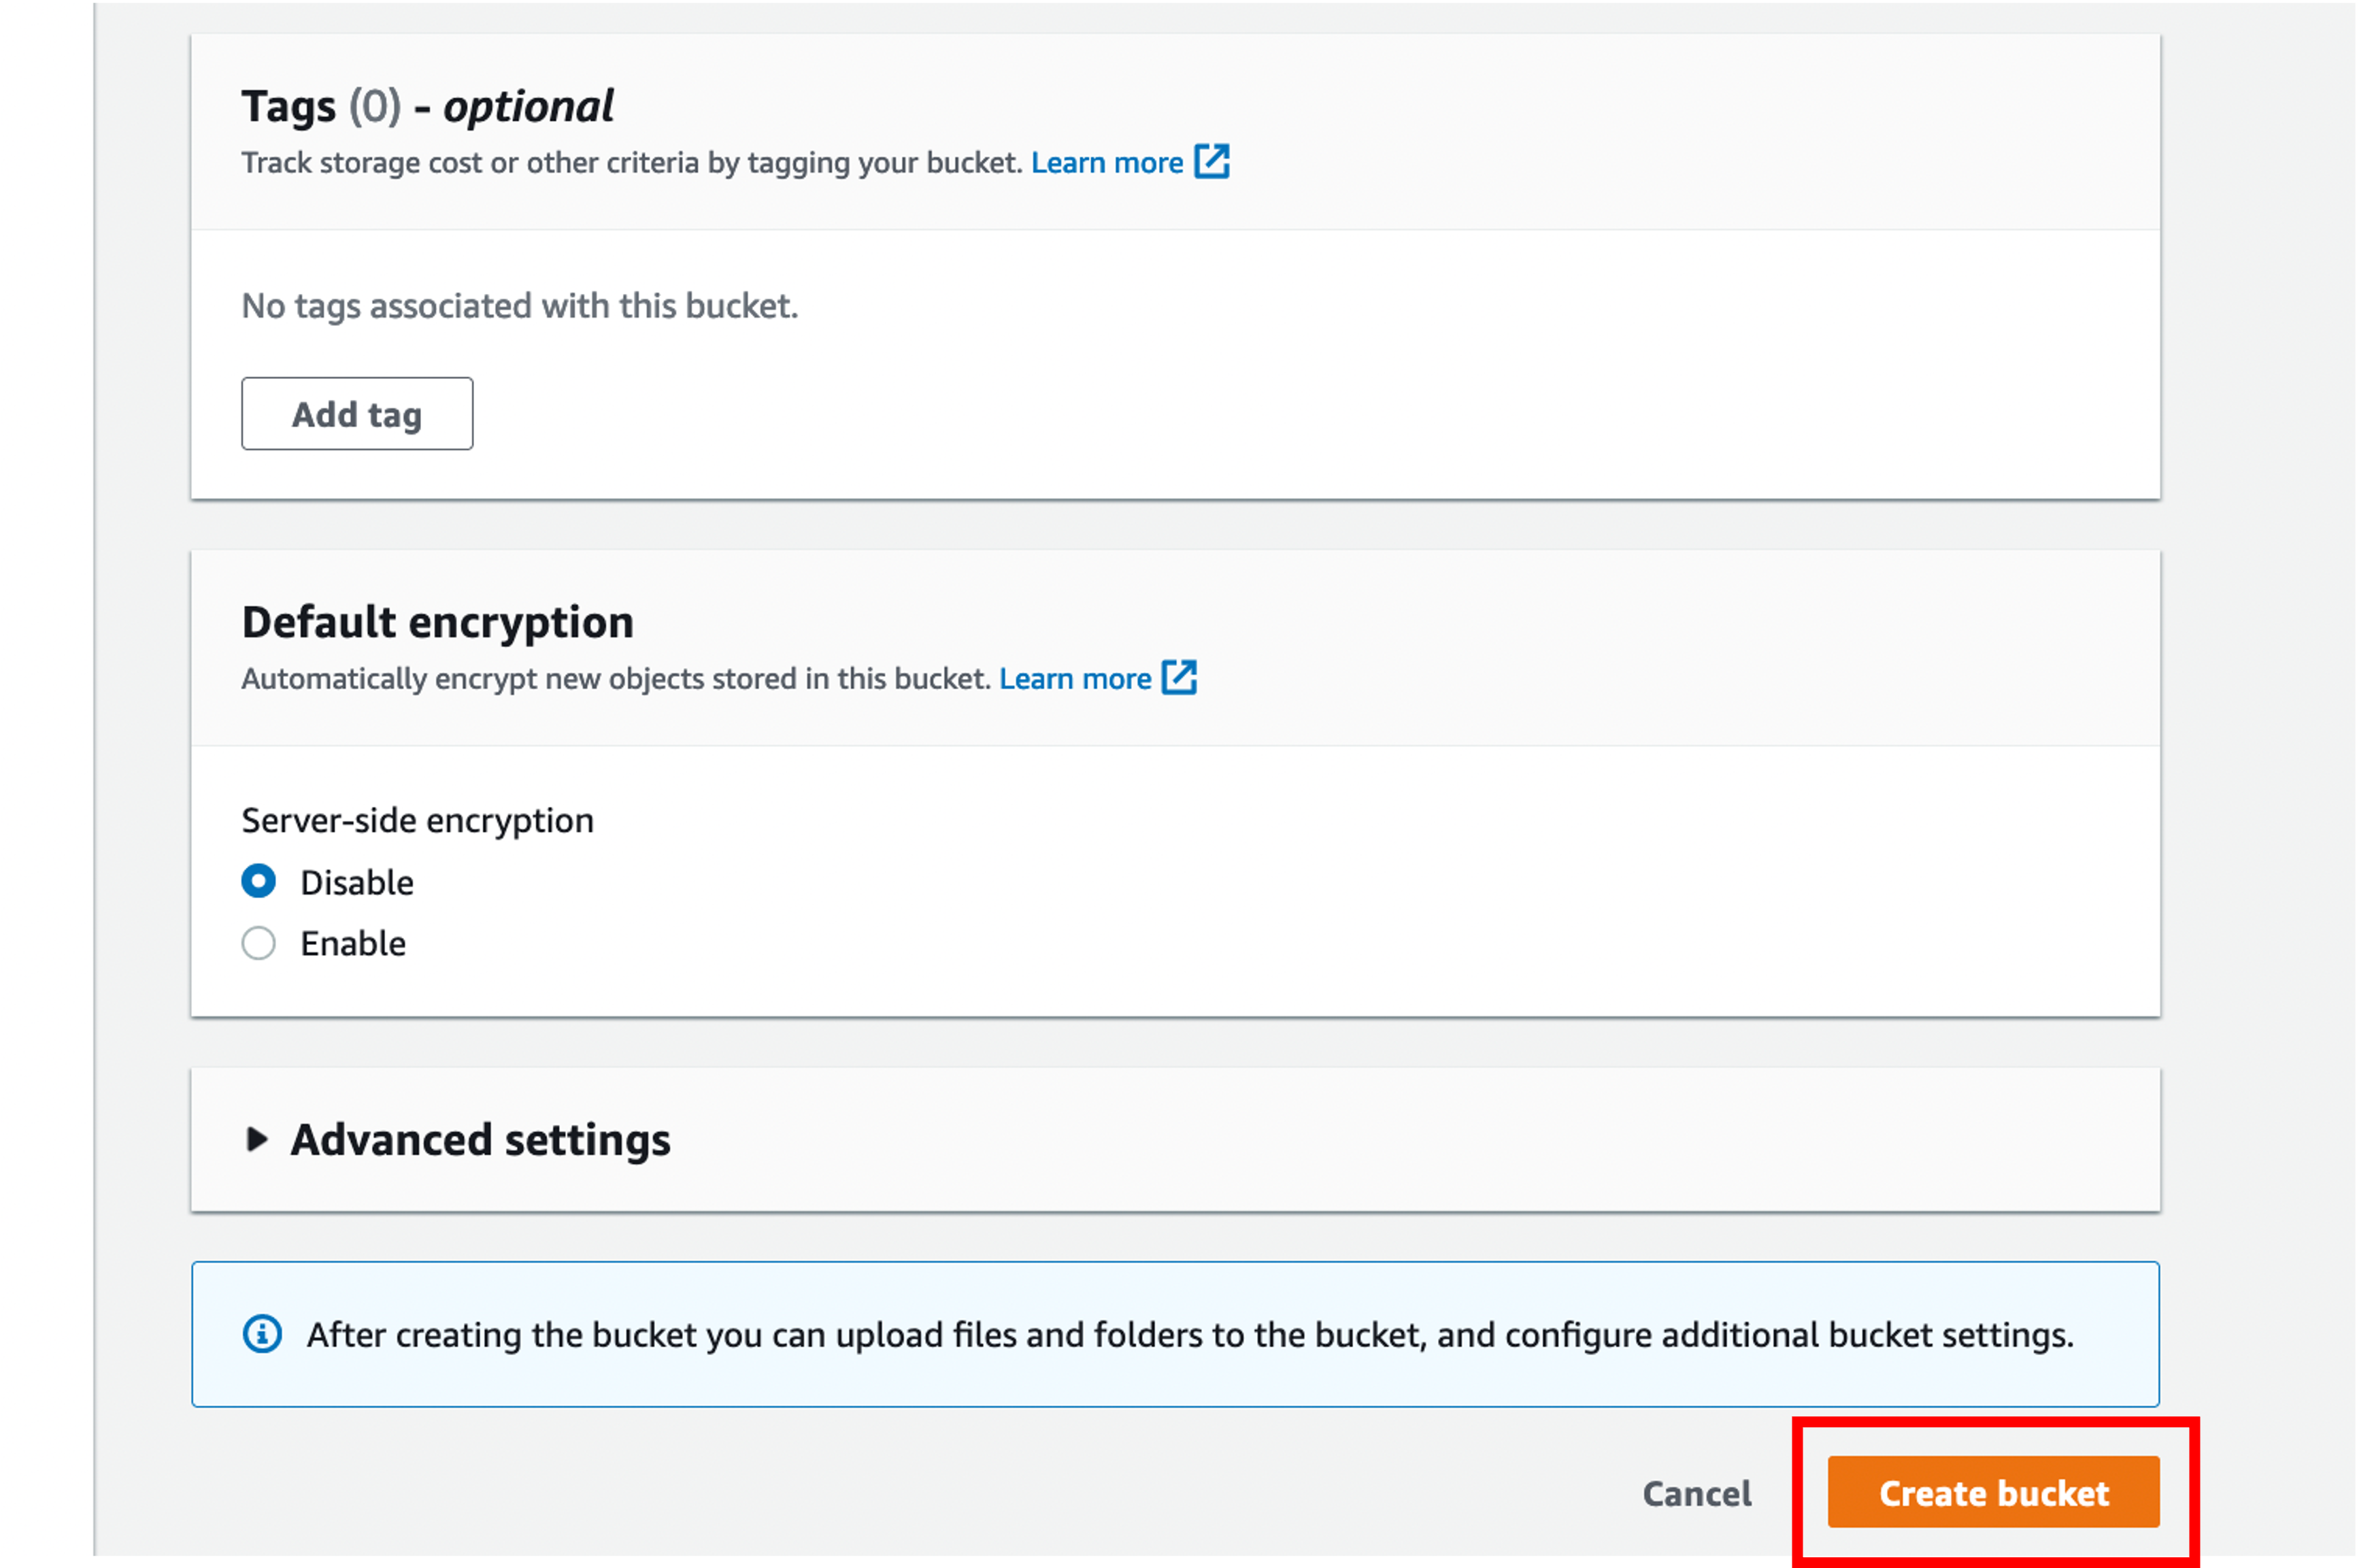 Tags (0) - optional
Track storage cost or other criteria by tagging your bucket. Learn more
No tags associated with this bucket.
Add tag
Default encryption
Automatically encrypt new objects stored in this bucket. Learn more
Server-side encryption
Disable
Enable
Advanced settings
After creating the bucket you can upload files and folders to the bucket, and configure additional bucket settings.
Cancel
Create bucket